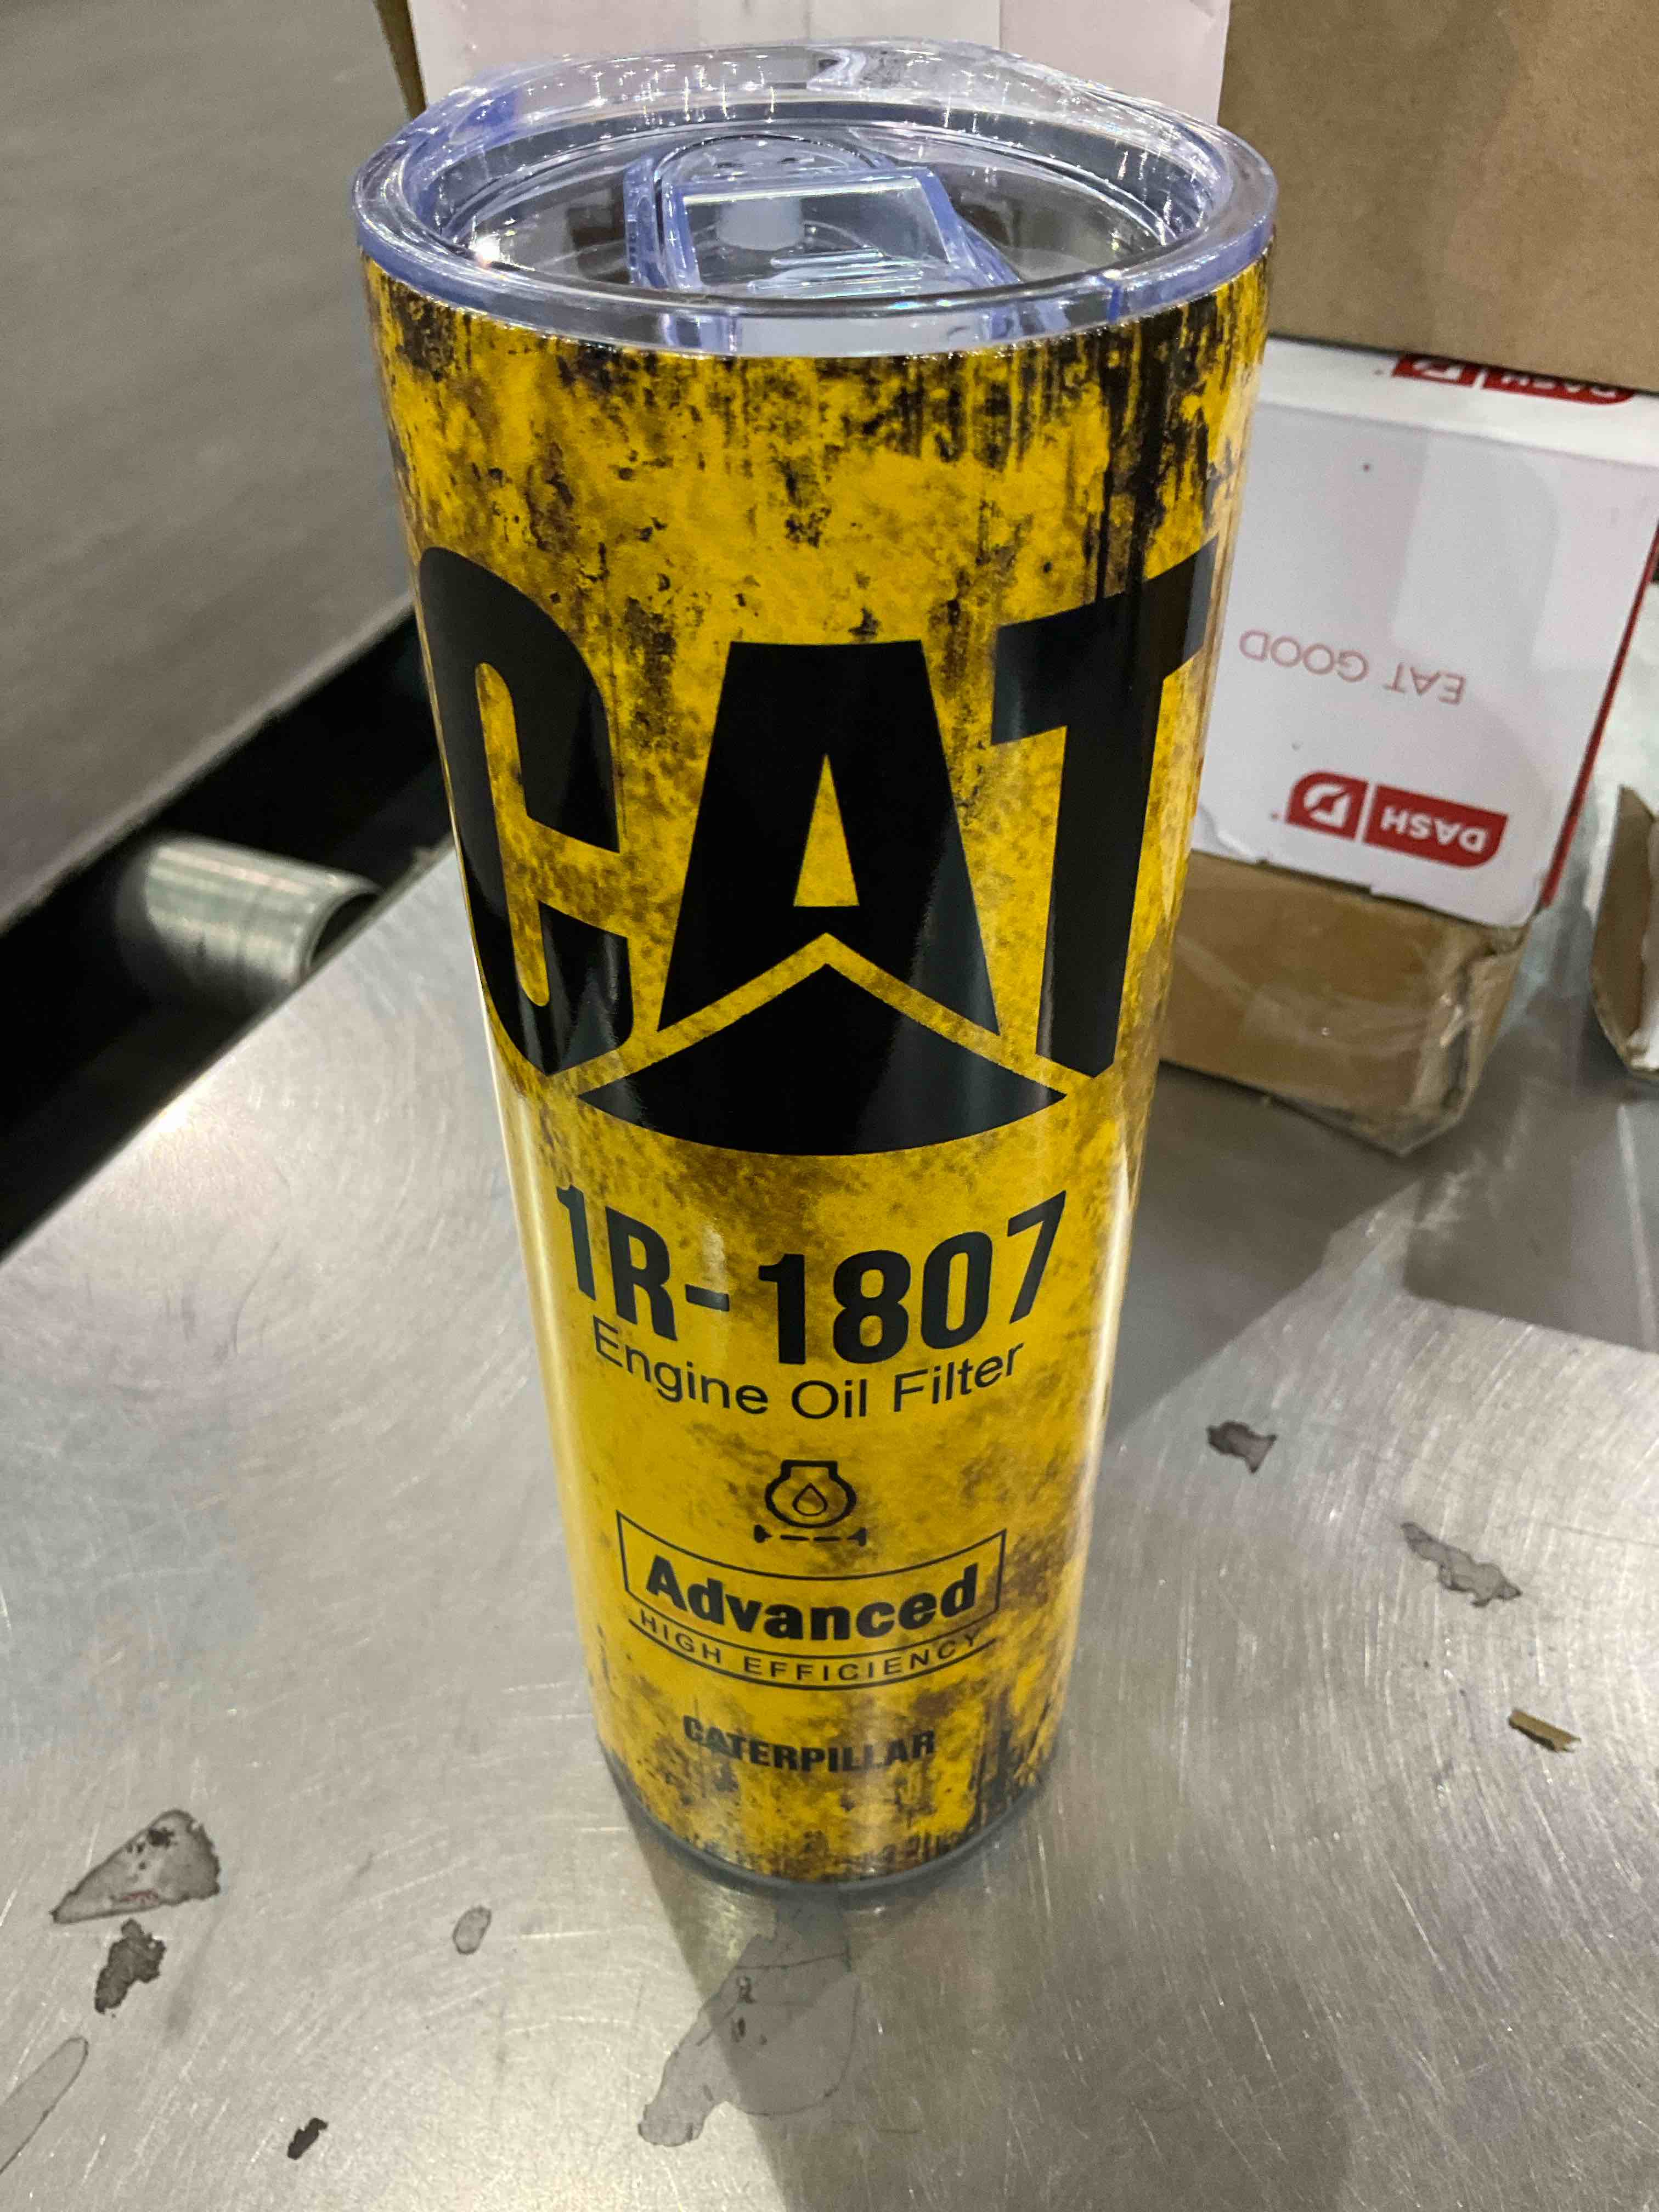 CAT
1R-1807
Engine Oil Filter
Advanced
HIGH EFFICIENCY
CATERPILLAR
DASH
EAT GOOD
DASH